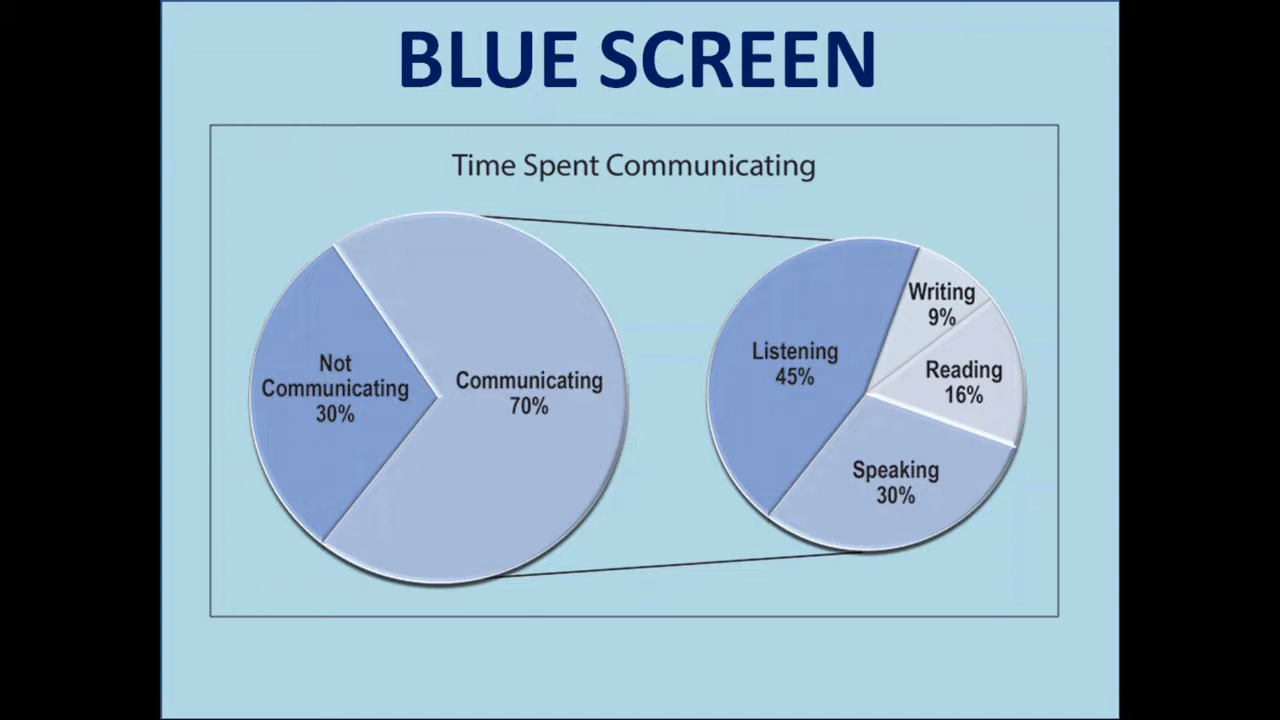 BLUE SCREEN
Time Spent Communicating
Not
Communicating
30%
Communicating
70%
Listening
45%
Writing
9%
Reading
16%
Speaking
30%